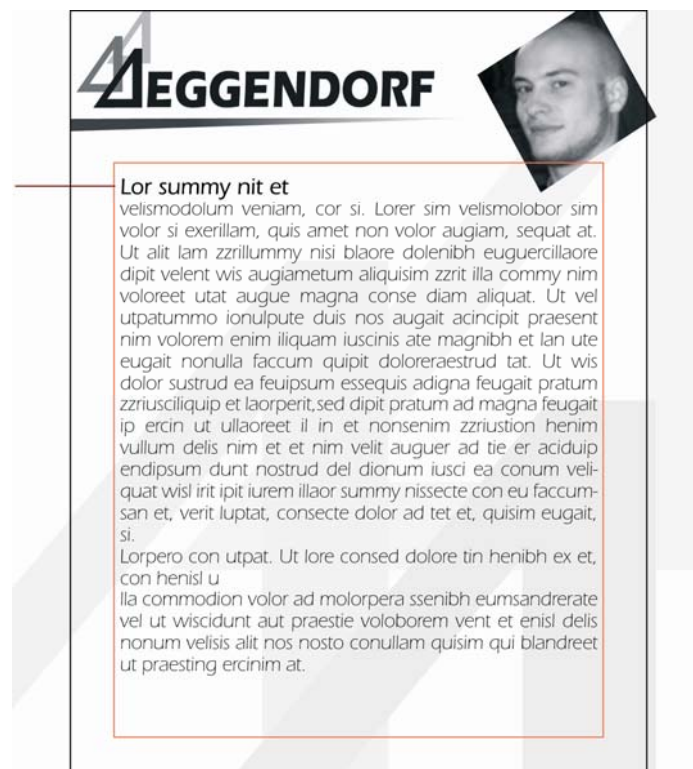 EGGENDORF
Lor summy nit et
velismodolum veniam, cor si. Lorer sim velismolobor sim
volor si exerillam, quis amet non volor augiam, sequat at.
Ut alit lam zzrillummy nisi blaore dolenibh euguercillaore
dipit velent wis augiametum aliquisim zzrit illa commy nim
voloreet utat augue magna conse diam aliquat. Ut vel
utpatummo ionulpute duis nos augait acincipit praesent
nim volorem enim iliquam iuscinis ate magnibh et lan ute
eugait nonulla faccum quipit doloreraestrud tat. Ut wis
dolor sustrud ea feuipsum essequis adigna feugait pratum
zzriusciliquip et laorperit,sed dipit pratum ad magna feugait
ip ercin ut ullaoreet il in et nonsenim zzriustion henim
vullum delis nim et et nim velit auguer ad tie er aciduip
endipsum dunt nostrud del dionum iusci ea conum veli-
quat wisl irit ipit iurem illaor summy nissecte con eu faccum-
san et, verit luptat, consecte dolor ad tet et, quisim eugait,
si.
Lorpero con utpat. Ut lore consed dolore tin henibh ex et,
con henisl u
lla commodion volor ad molorpera ssenibh eumsandrerate
vel ut wiscidunt aut praestie voloborem vent et enisl delis
nonum velisis alit nos nosto conullam quisim qui blandreet
ut praesting ercinim at.